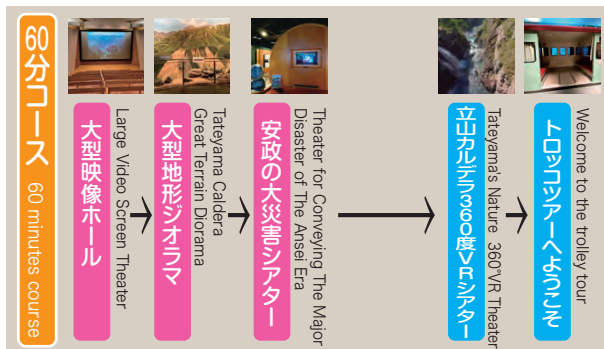 60分コース
60 minutes course
大型映像ホール
Large Video Screen Theater
大型地形ジオラマ
Tateyama Caldera
Great Terrain Diorama
安政の大災害シアター
Theater for Conveying The Major
Disaster of The Ansei Era
立山カルデラ360度VRシアター
Tateyama's Nature 360°VR Theater
トロッコツアーへようこそ
Welcome to the trolley tour